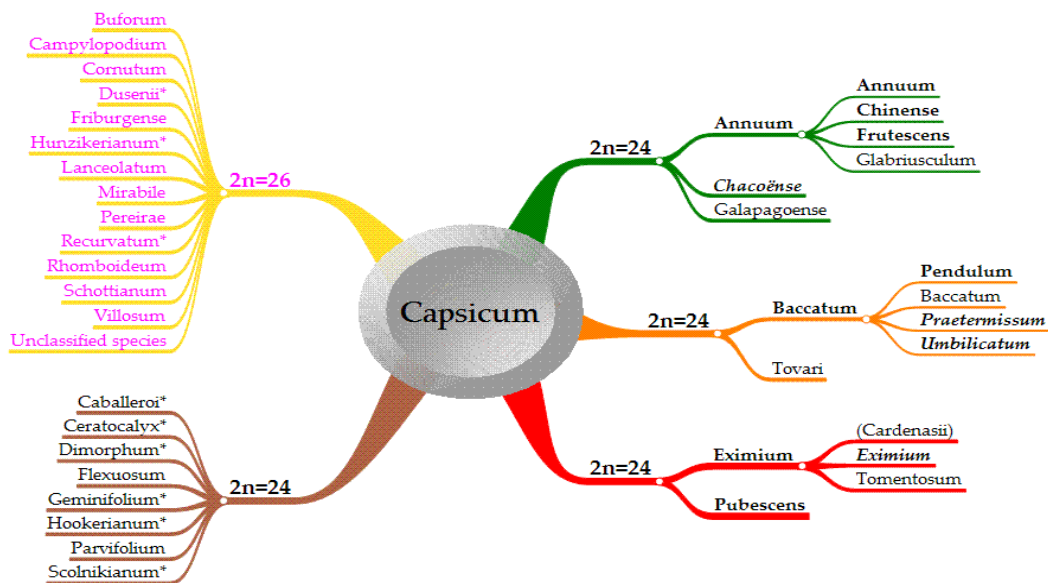 Buforum
Campylopodium
Cornutum
Dusenii*
Friburgense
Hunzikerianum*
Lanceolatum
Mirabile
Pereirae
Recurvatum*
Rhomboideum
Schottianum
Villosum
Unclassified species
2n=26
Caballeroi*
Ceratocalyx*
Dimorphum*
Flexuosum
Geminifolium*
Hookerianum*
Parvifolium
Scolnikianum*
2n=24
Capsicum
2n=24
Annuum
Annuum
Chinense
Frutescens
Glabriusculum
Chacoënse
Galapagoense
2n=24
Baccatum
Pendulum
Baccatum
Praetermissum
Umbilicatum
Tovari
2n=24
Eximium
(Cardenasii)
Eximium
Tomentosum
Pubescens